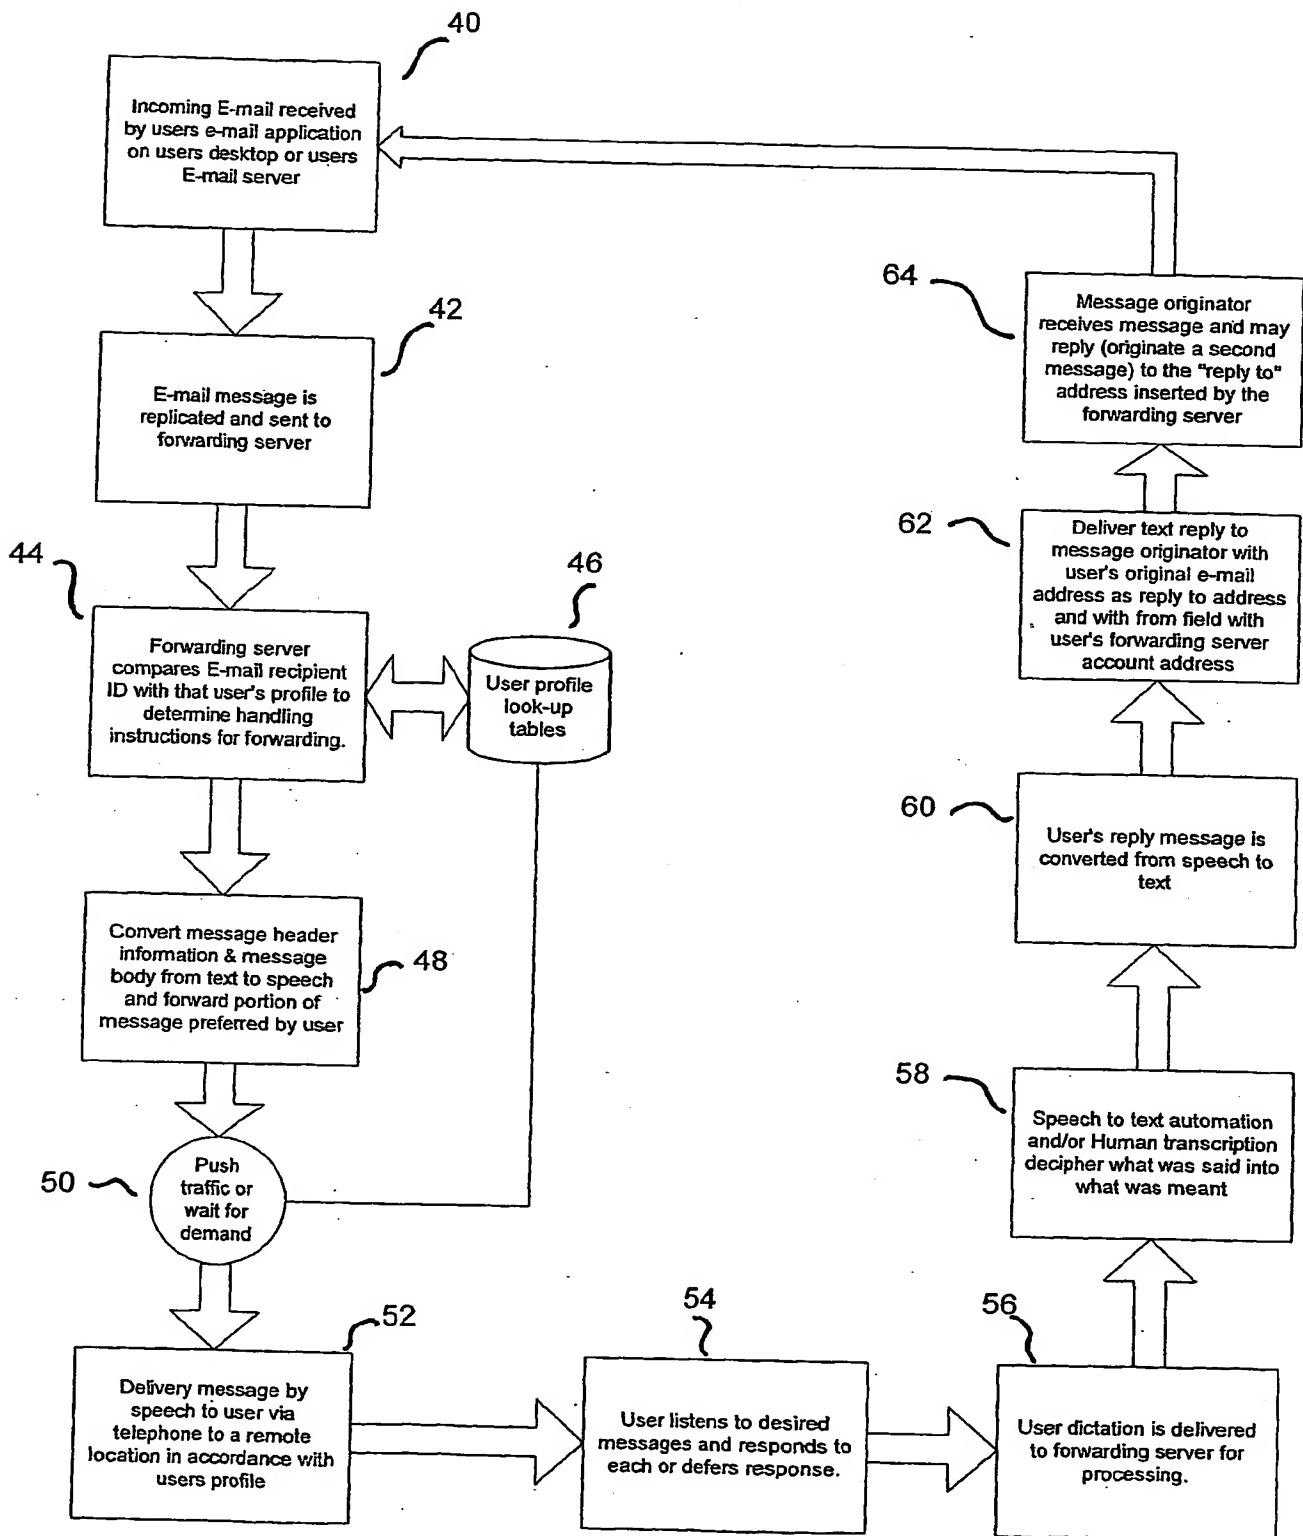 40
Incoming E-mail received
by users e-mail application
on users desktop or users
E-mail server
42
E-mail message is
replicated and sent to
forwarding server
44
Forwarding server
compares E-mail recipient
ID with that user's profile to
determine handling
instructions for forwarding.
46
User profile
look-up
tables
Convert message header
information & message
body from text to speech
and forward portion of
message preferred by user
48
50
Push
traffic or
wait for
demand
52
Delivery message by
speech to user via
telephone to a remote
location in accordance with
users profile
54
User listens to desired
messages and responds to
each or defers response.
56
User dictation is delivered
to forwarding server for
processing.
58
Speech to text automation
and/or Human transcription
decipher what was said into
what was meant
60
User's reply message is
converted from speech to
text
62
Deliver text reply to
message originator with
user's original e-mail
address as reply to address
and with from field with
user's forwarding server
account address
64
Message originator
receives message and may
reply (originate a second
message) to the "reply to"
address inserted by the
forwarding server